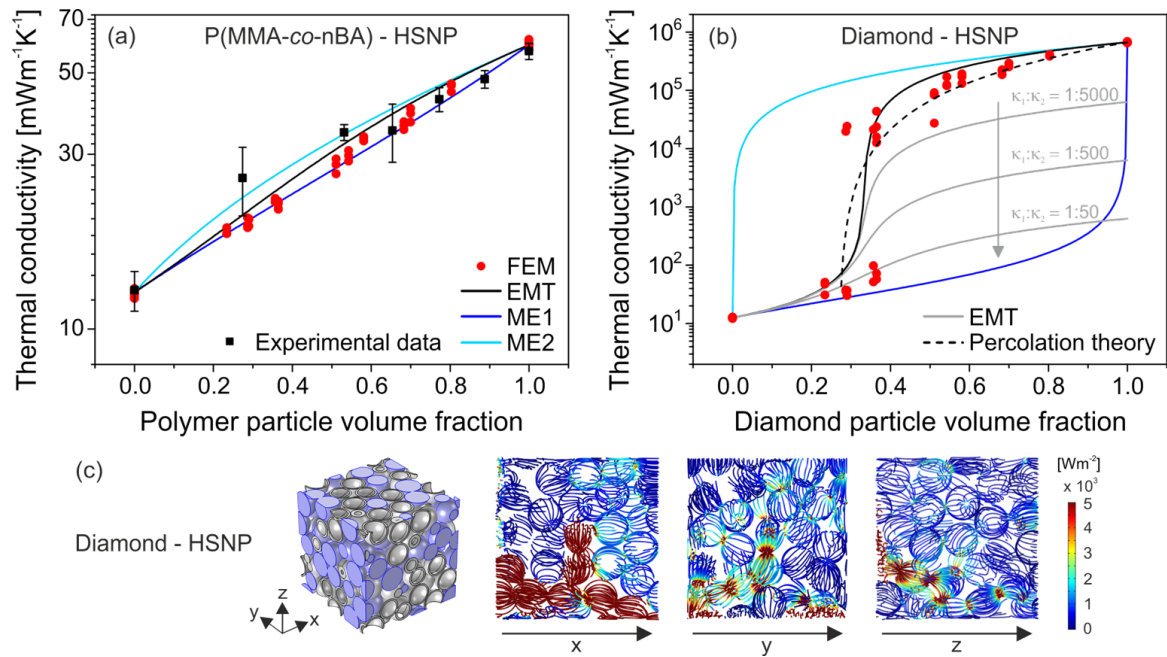 (a)
P(MMA-co-nBA) - HSNP
Thermal conductivity [mWm⁻¹K⁻¹]
70
50
30
10
FEM
EMT
ME1
ME2
Experimental data
0.0 0.2 0.4 0.6 0.8 1.0
Polymer particle volume fraction
(b)
Diamond - HSNP
Thermal conductivity [mWm⁻¹K⁻¹]
10⁶
10⁵
10⁴
10³
10²
10¹
κ₁:κ₂ = 1:5000
κ₁:κ₂ = 1:500
κ₁:κ₂ = 1:50
EMT
Percolation theory
0.0 0.2 0.4 0.6 0.8 1.0
Diamond particle volume fraction
(c)
Diamond - HSNP
z
y
x
x
y
z
[Wm⁻²]
x 10³
5
4
3
2
1
0